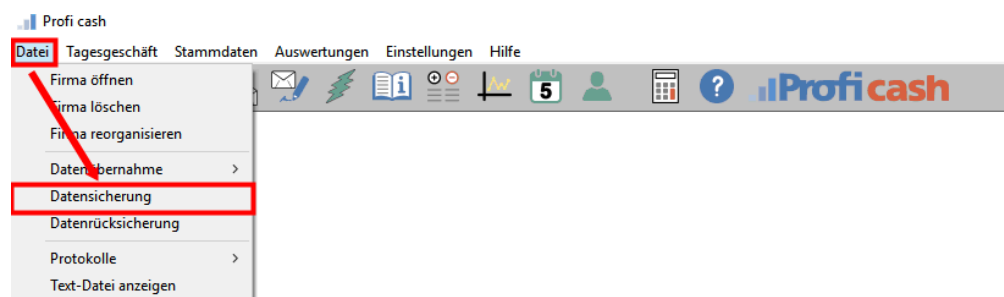 Profi cash
Datei Tagesgeschäft Stammdaten Auswertungen Einstellungen Hilfe
5 ? Profi cash
Firma öffnen
Firma löschen
Firma reorganisieren
Datenübernahme >
Datensicherung
Datenrücksicherung
Protokolle >
Text-Datei anzeigen